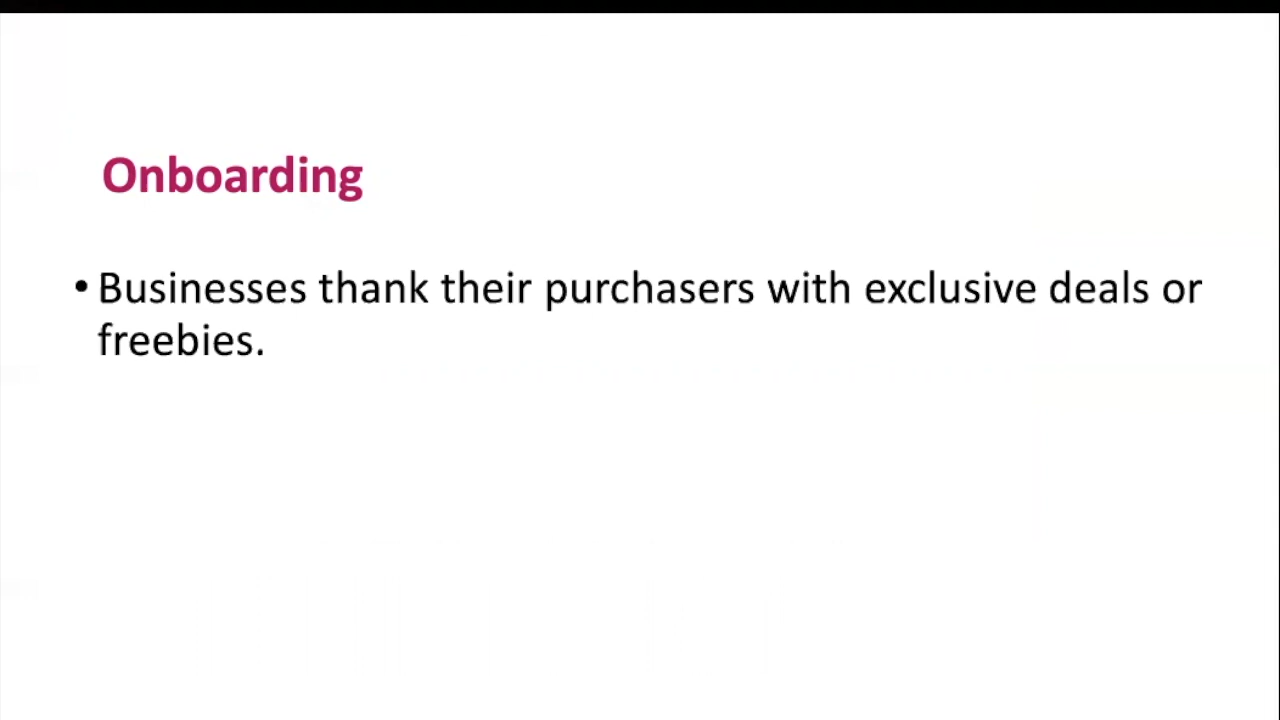 Onboarding
• Businesses thank their purchasers with exclusive deals or
freebies.